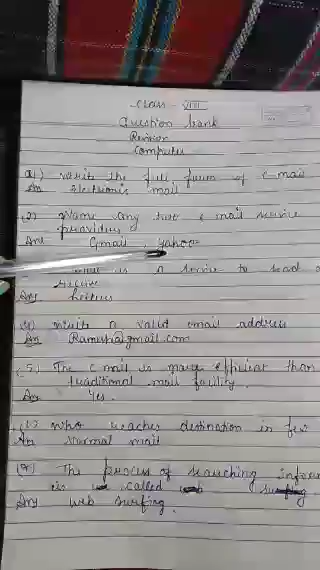 Class - VIII
Question bank
Revision
Computer
Q1) Write the full form of e-mail
Ans Electronic mail
Q2) Name any two e mail service
providers
Ans Gmail, Yahoo
is a service to send a
receive
Ans letters
Q4) Write a valid email address
Ans Ramesh@gmail.com
Q5) The e mail is more efficient than
traditional mail facility.
Ans Yes.
Who reaches destination in few
Ans Normal mail
Q7) The process of searching infor
is called
Ans web surfing.